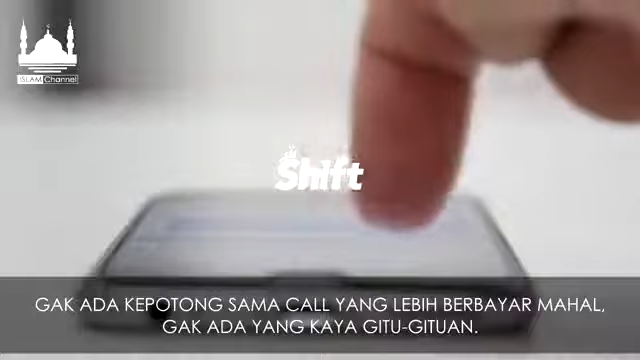 ISLAM Channel
Shift
GAK ADA KEPOTONG SAMA CALL YANG LEBIH BERBAYAR MAHAL,
GAK ADA YANG KAYA GITU-GITUAN.